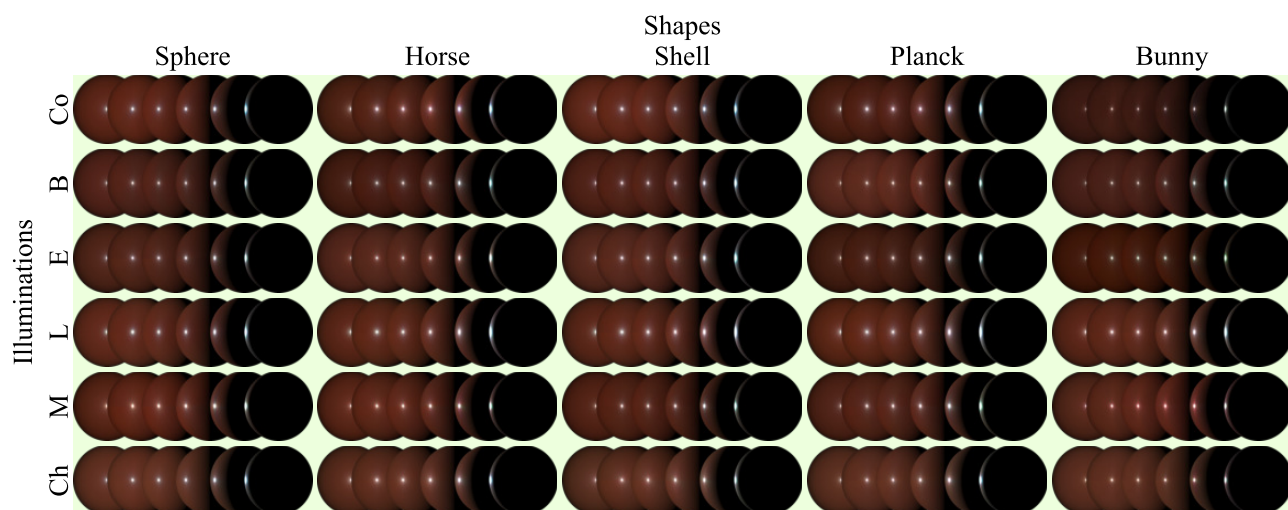 Shapes
Sphere Horse Shell Planck Bunny
Illuminations
Co
B
E
L
M
Ch